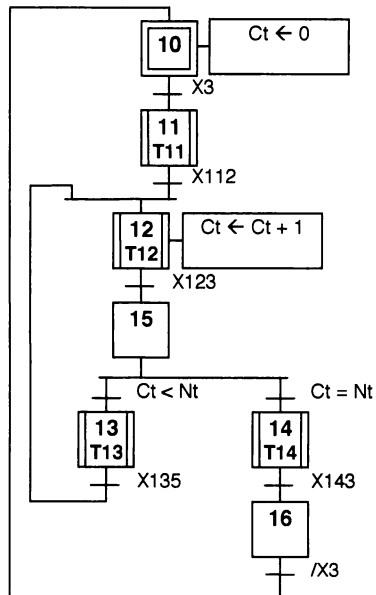 10
Ct ← 0
X3
11
T11
X112
12
T12
Ct ← Ct + 1
X123
15
Ct < Nt
Ct = Nt
13
T13
14
T14
X135
X143
16
/X3